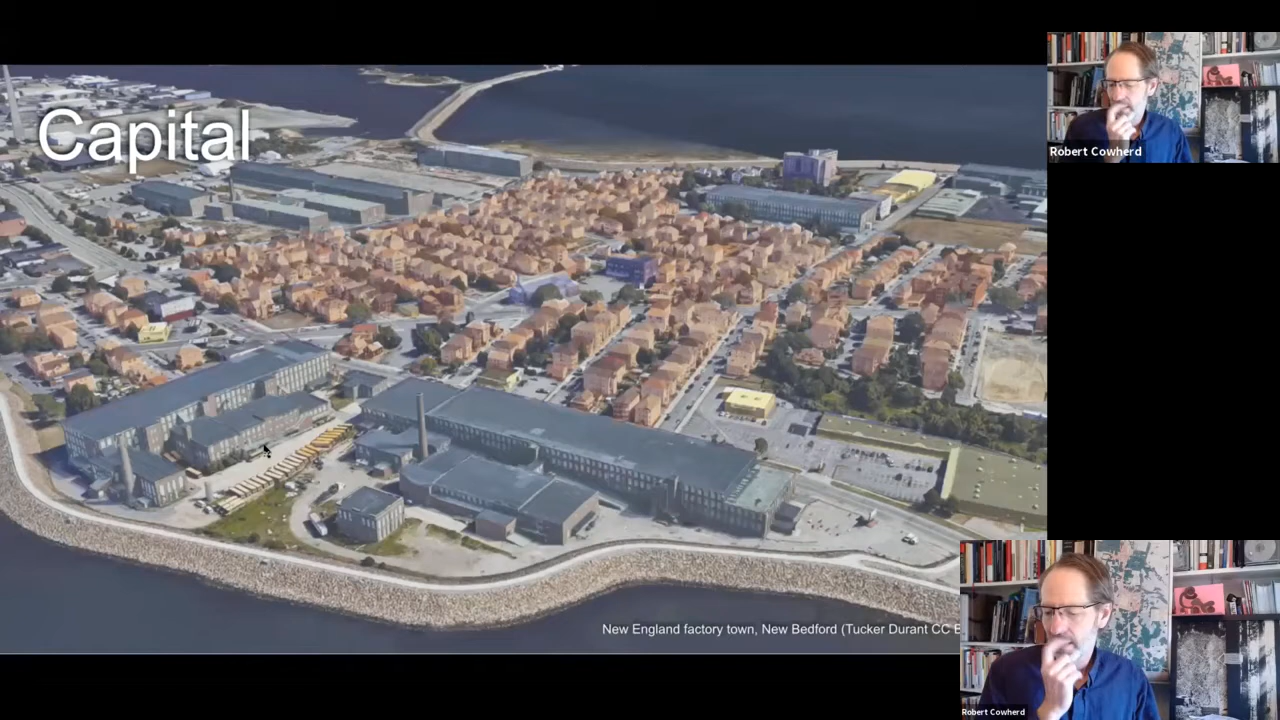 Capital
Robert Cowherd
New England factory town, New Bedford (Tucker Durant CC
Robert Cowherd